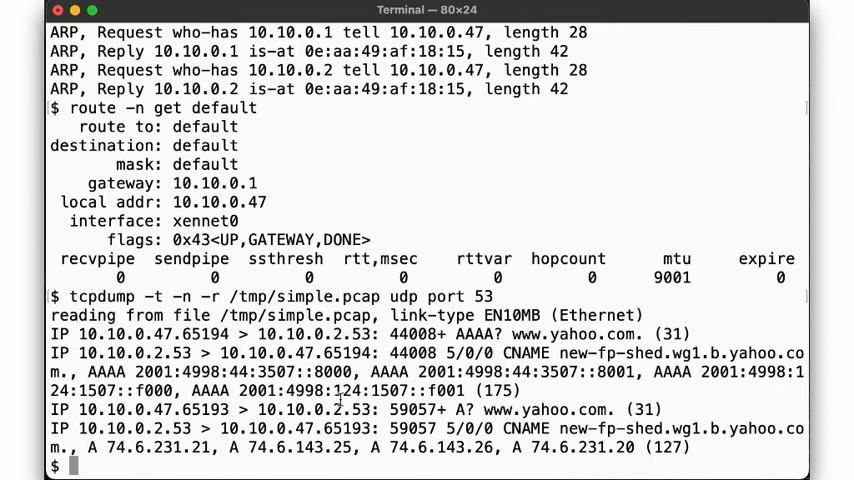 Terminal — 80×24
ARP, Request who-has 10.10.0.1 tell 10.10.0.47, length 28
ARP, Reply 10.10.0.1 is-at 0e:aa:49:af:18:15, length 42
ARP, Request who-has 10.10.0.2 tell 10.10.0.47, length 28
ARP, Reply 10.10.0.2 is-at 0e:aa:49:af:18:15, length 42
$ route -n get default
route to: default
destination: default
mask: default
gateway: 10.10.0.1
local addr: 10.10.0.47
interface: xennet0
flags: 0x43<UP,GATEWAY,DONE>
recvpipe sendpipe ssthresh rtt,msec rttvar hopcount mtu expire
0 0 0 0 0 0 9001 0
$ tcpdump -t -n -r /tmp/simple.pcap udp port 53
reading from file /tmp/simple.pcap, link-type EN10MB (Ethernet)
IP 10.10.0.47.65194 > 10.10.0.2.53: 44008+ AAAA? www.yahoo.com. (31)
IP 10.10.0.2.53 > 10.10.0.47.65194: 44008 5/0/0 CNAME new-fp-shed.wg1.b.yahoo.co
m., AAAA 2001:4998:44:3507::8000, AAAA 2001:4998:44:3507::8001, AAAA 2001:4998:1
24:1507::f000, AAAA 2001:4998:124:1507::f001 (175)
IP 10.10.0.47.65193 > 10.10.0.2.53: 59057+ A? www.yahoo.com. (31)
IP 10.10.0.2.53 > 10.10.0.47.65193: 59057 5/0/0 CNAME new-fp-shed.wg1.b.yahoo.co
m., A 74.6.231.21, A 74.6.143.25, A 74.6.143.26, A 74.6.231.20 (127)
$